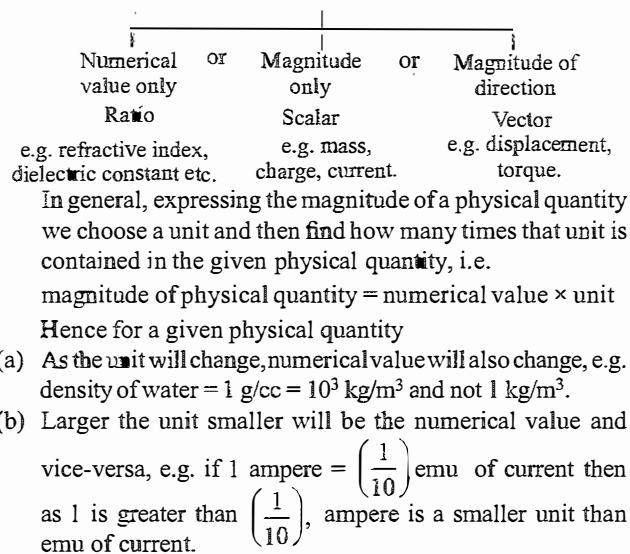 Numerical or Magnitude or Magnitude of
value only only direction
Ratio Scalar Vector
e.g. refractive index, e.g. mass, e.g. displacement,
dielectric constant etc. charge, current. torque.
In general, expressing the magnitude of a physical quantity
we choose a unit and then find how many times that unit is
contained in the given physical quantity, i.e.
magnitude of physical quantity = numerical value × unit
Hence for a given physical quantity
(a) As the unit will change, numerical value will also change, e.g.
density of water = 1 g/cc = 10³ kg/m³ and not 1 kg/m³.
(b) Larger the unit smaller will be the numerical value and
vice-versa, e.g. if 1 ampere = (1/10) emu of current then
as 1 is greater than (1/10), ampere is a smaller unit than
emu of current.